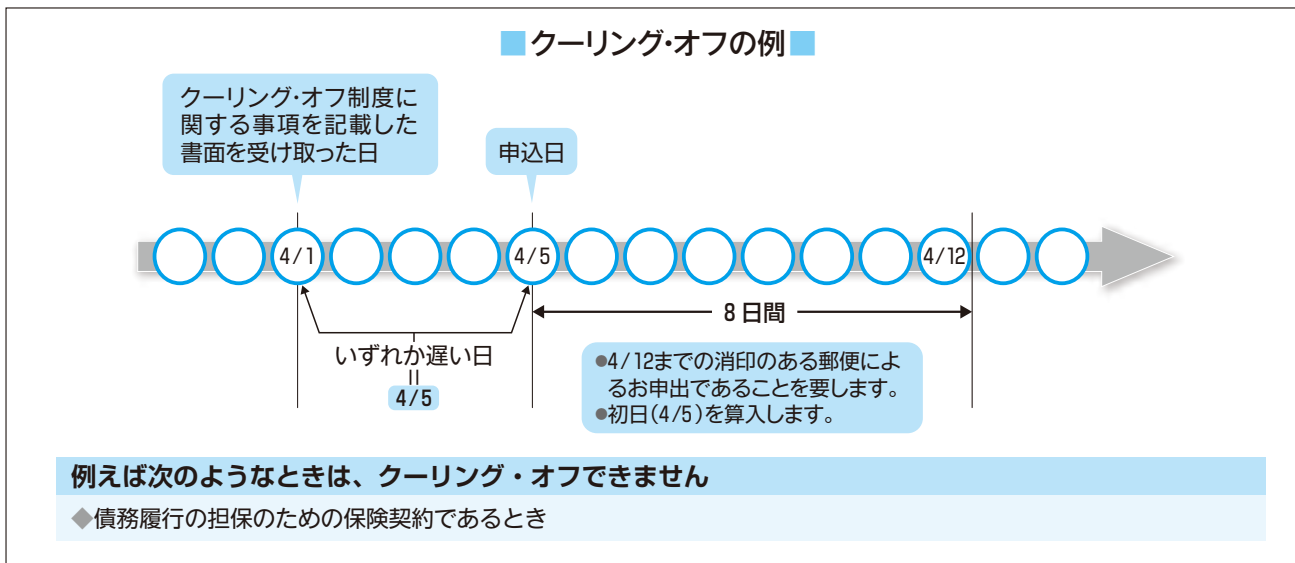 ■クーリング・オフの例■
クーリング・オフ制度に
関する事項を記載した
書面を受け取った日
申込日
4/1
4/5
4/12
8日間
いずれか遅い日
=
4/5
●4/12までの消印のある郵便によ
るお申出であることを要します。
●初日(4/5)を算入します。
例えば次のようなときは、クーリング・オフできません
◆債務履行の担保のための保険契約であるとき